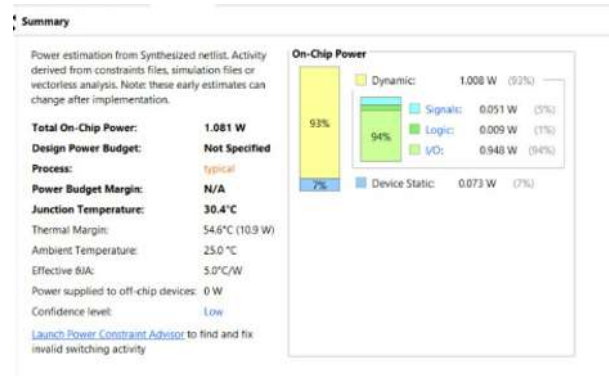 Summary
Power estimation from Synthesized netlist. Activity
derived from constraints files, simulation files or
vectorless analysis. Note: these early estimates can
change after implementation.
Total On-Chip Power: 1.081 W
Design Power Budget: Not Specified
Process: typical
Power Budget Margin: N/A
Junction Temperature: 30.4°C
Thermal Margin: 54.6°C (10.9 W)
Ambient Temperature: 25.0 °C
Effective θJA: 5.0°C/W
Power supplied to off-chip devices: 0 W
Confidence level: Low
Launch Power Constraint Advisor to find and fix
invalid switching activity
On-Chip Power
Dynamic: 1.008 W (93%)
Signals: 0.051 W (5%)
93%
94%
Logic: 0.009 W (1%)
I/O: 0.948 W (94%)
7%
Device Static: 0.073 W (7%)